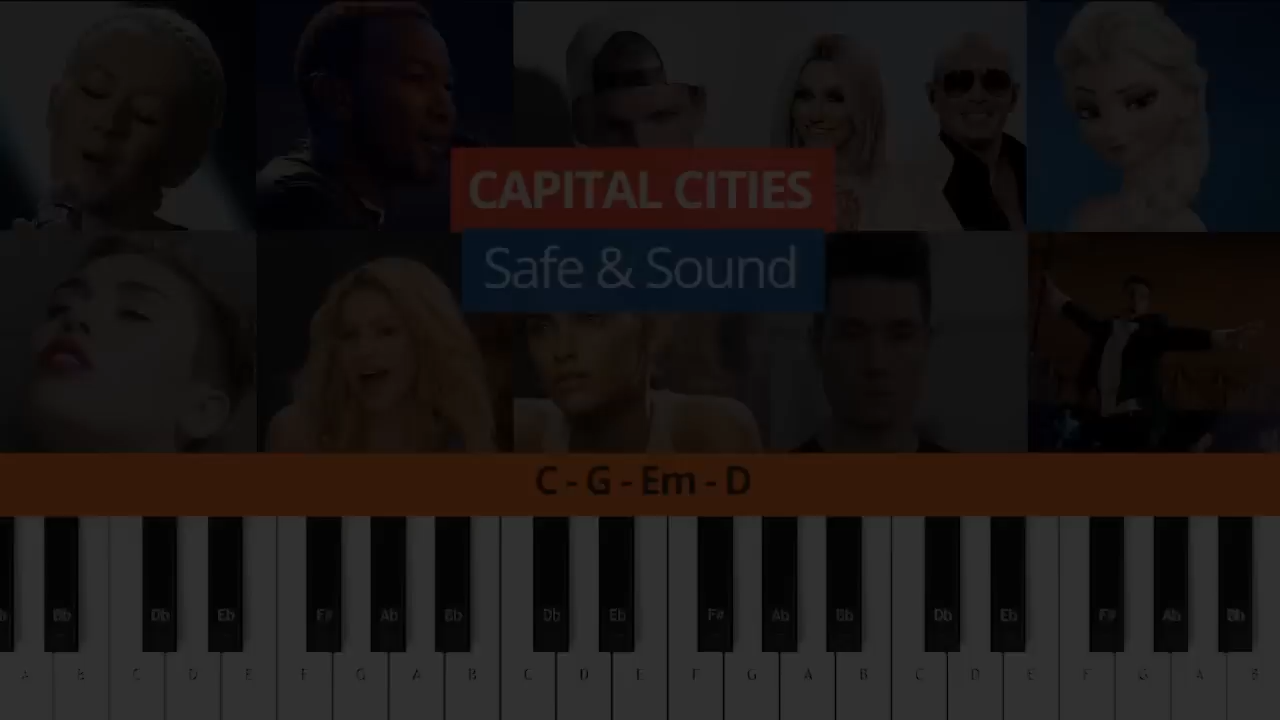 CAPITAL CITIES
Safe & Sound
C - G - Em - D
Bb Db Eb F# Ab Bb Db Eb F# Ab Bb Db Eb F# Ab Bb
A B C D E F G A B C D E F G A B C D E F G A B